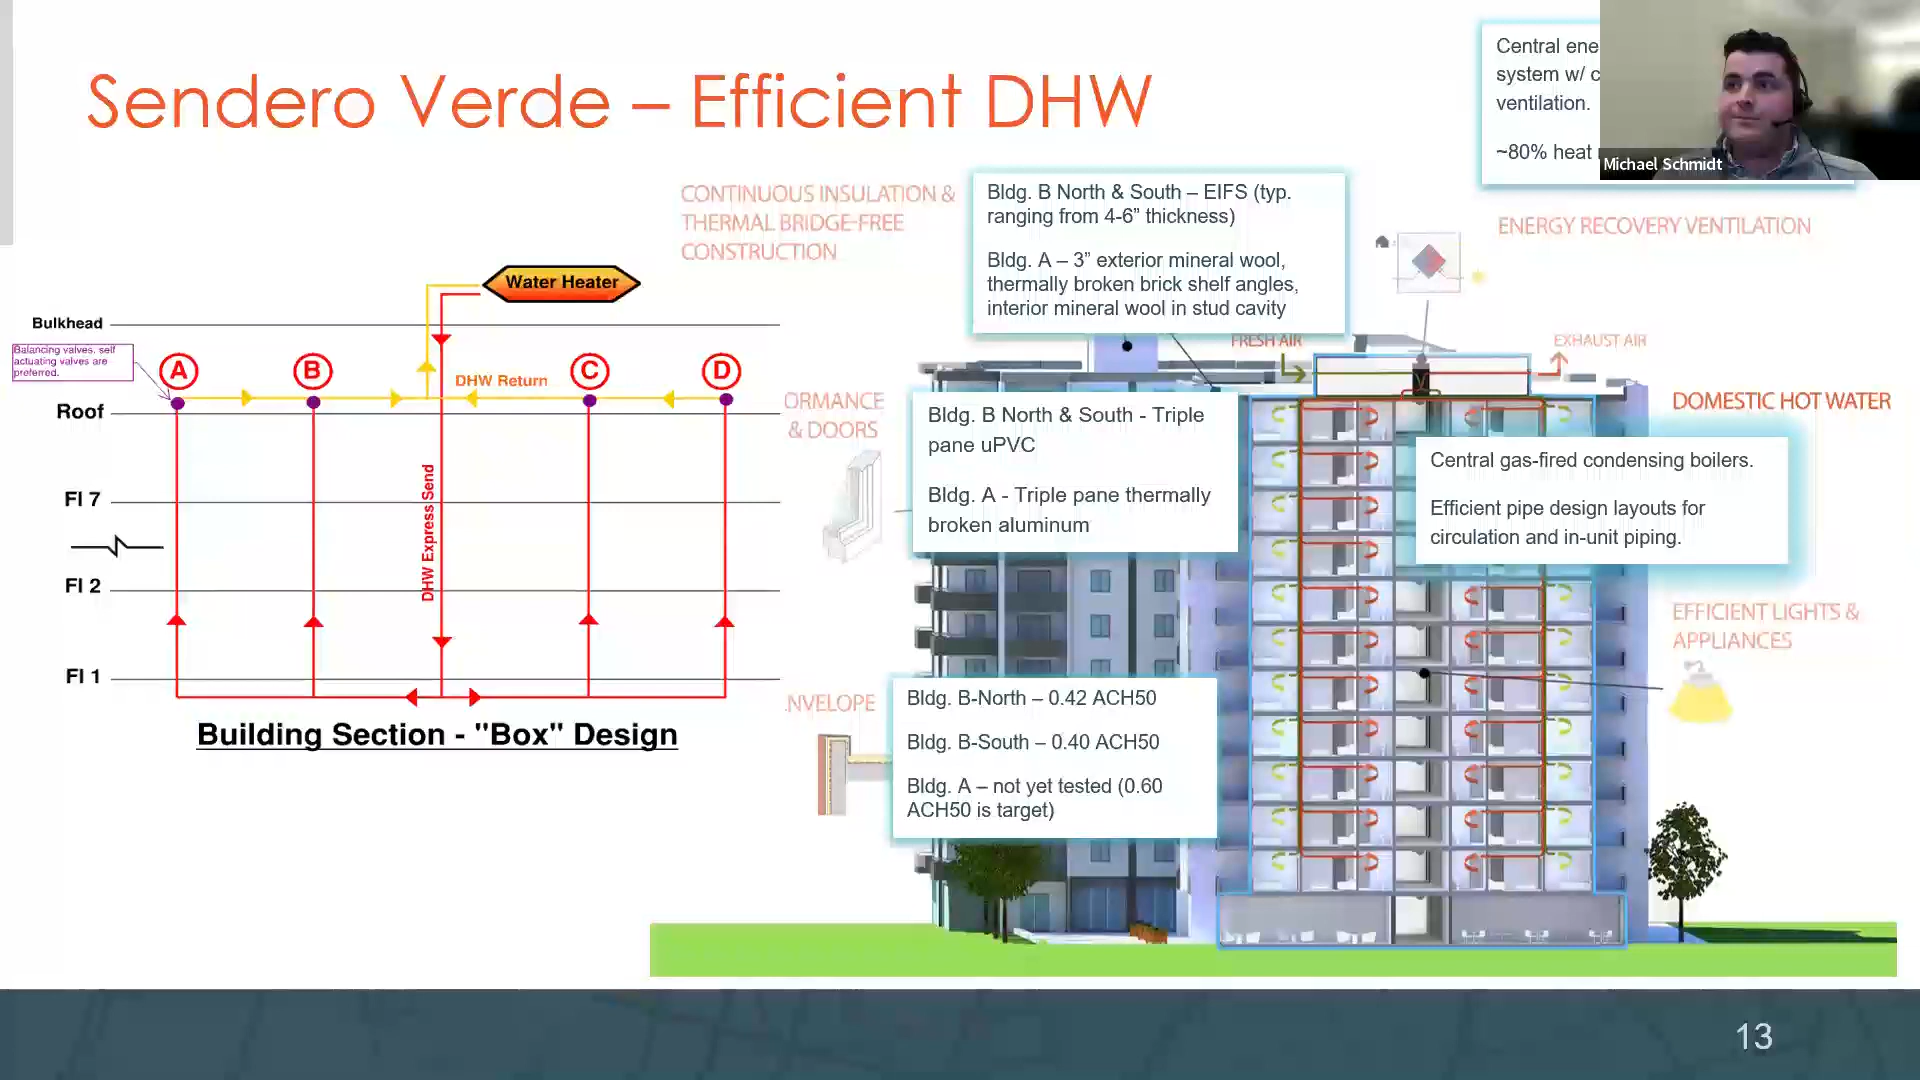 Sendero Verde – Efficient DHW
Central ene
system w/ c
ventilation.
~80% heat
Michael Schmidt
CONTINUOUS INSULATION &
THERMAL BRIDGE-FREE
CONSTRUCTION
Bldg. B North & South – EIFS (typ.
ranging from 4-6” thickness)
Bldg. A – 3” exterior mineral wool,
thermally broken brick shelf angles,
interior mineral wool in stud cavity
ENERGY RECOVERY VENTILATION
FRESH AIR
EXHAUST AIR
Water Heater
Bulkhead
Balancing valves, self
actuating valves are
preferred.
A
B
C
D
DHW Return
Roof
DHW Express Send
Fl 7
Fl 2
Fl 1
Building Section - "Box" Design
ORMANCE
& DOORS
Bldg. B North & South - Triple
pane uPVC
Bldg. A - Triple pane thermally
broken aluminum
DOMESTIC HOT WATER
Central gas-fired condensing boilers.
Efficient pipe design layouts for
circulation and in-unit piping.
EFFICIENT LIGHTS &
APPLIANCES
NVELOPE
Bldg. B-North – 0.42 ACH50
Bldg. B-South – 0.40 ACH50
Bldg. A – not yet tested (0.60
ACH50 is target)
13